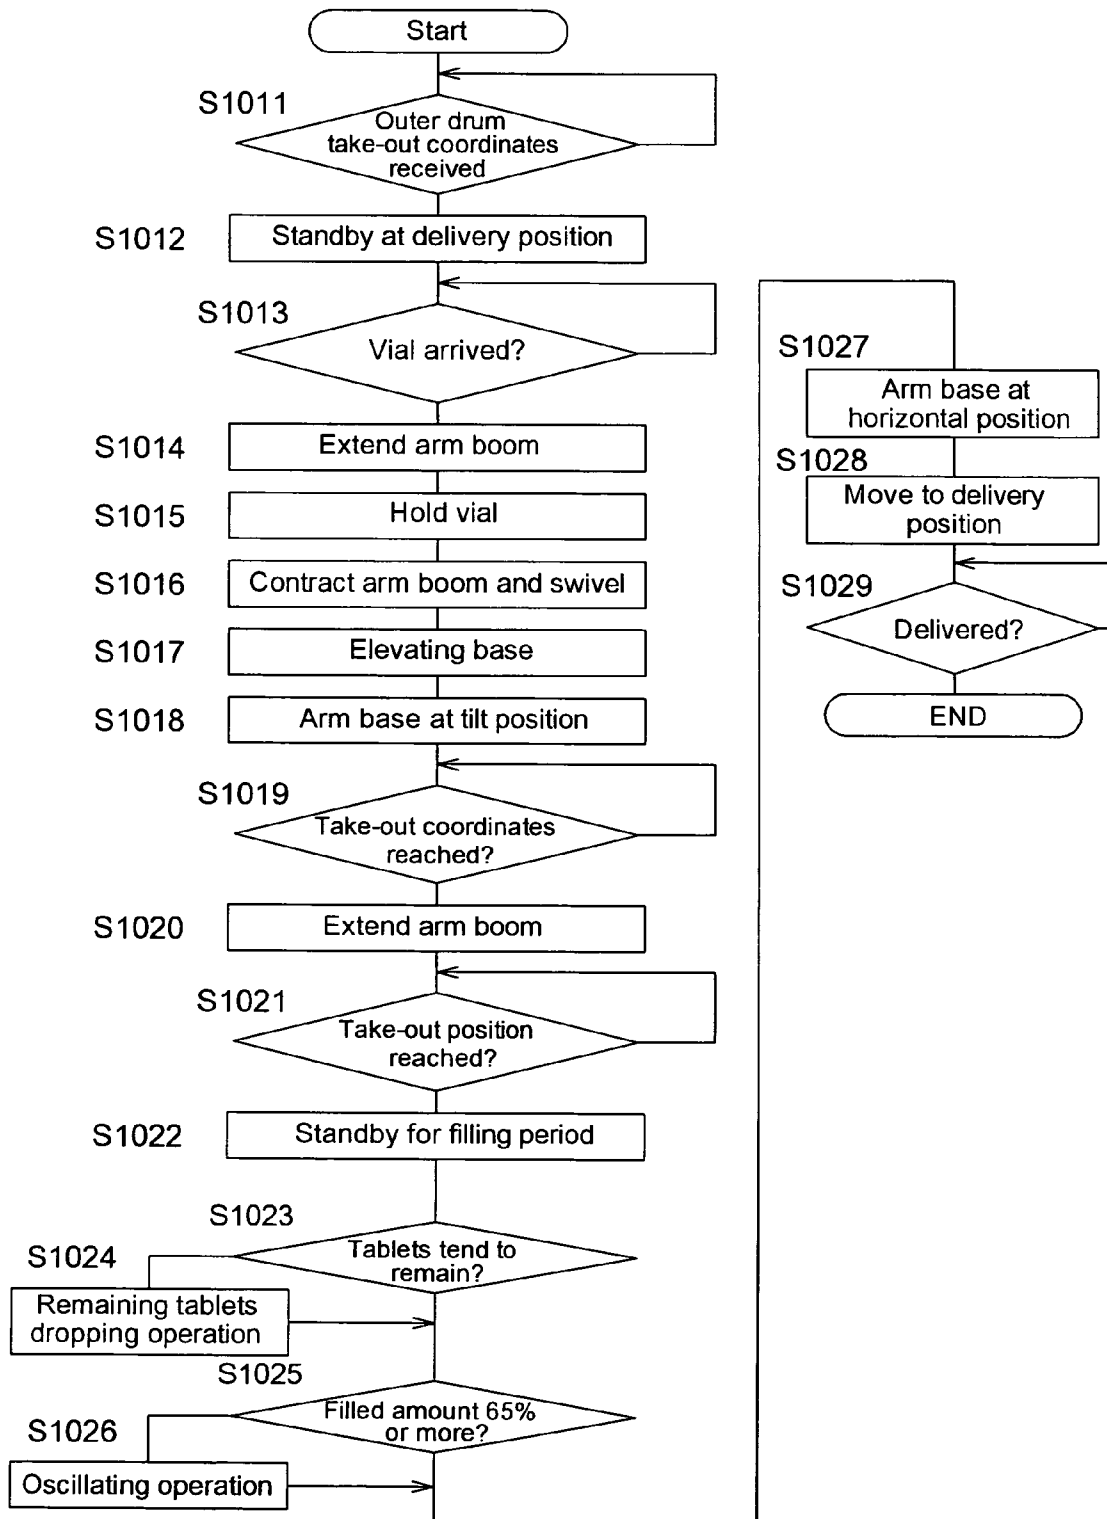 Start
S1011
Outer drum
take-out coordinates
received
S1012
Standby at delivery position
S1013
Vial arrived?
S1014
Extend arm boom
S1015
Hold vial
S1016
Contract arm boom and swivel
S1017
Elevating base
S1018
Arm base at tilt position
S1019
Take-out coordinates
reached?
S1020
Extend arm boom
S1021
Take-out position
reached?
S1022
Standby for filling period
S1023
Tablets tend to
remain?
S1024
Remaining tablets
dropping operation
S1025
Filled amount 65%
or more?
S1026
Oscillating operation
S1027
Arm base at
horizontal position
S1028
Move to delivery
position
S1029
Delivered?
END